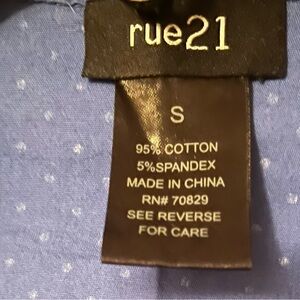 rue21
S
95% COTTON
5%SPANDEX
MADE IN CHINA
RN# 70829
SEE REVERSE
FOR CARE